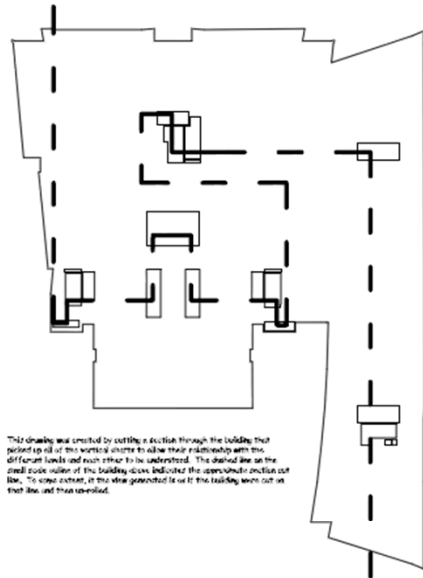 This drawing was created by cutting a section through the building that
picked up all of the vertical shafts to allow their relationship with the
different levels and each other to be understood. The dashed line on the
small scale outline of the building above indicates the approximate section cut
line. To some extent, it the view generated is as if the building were cut on
that line and then un-rolled.